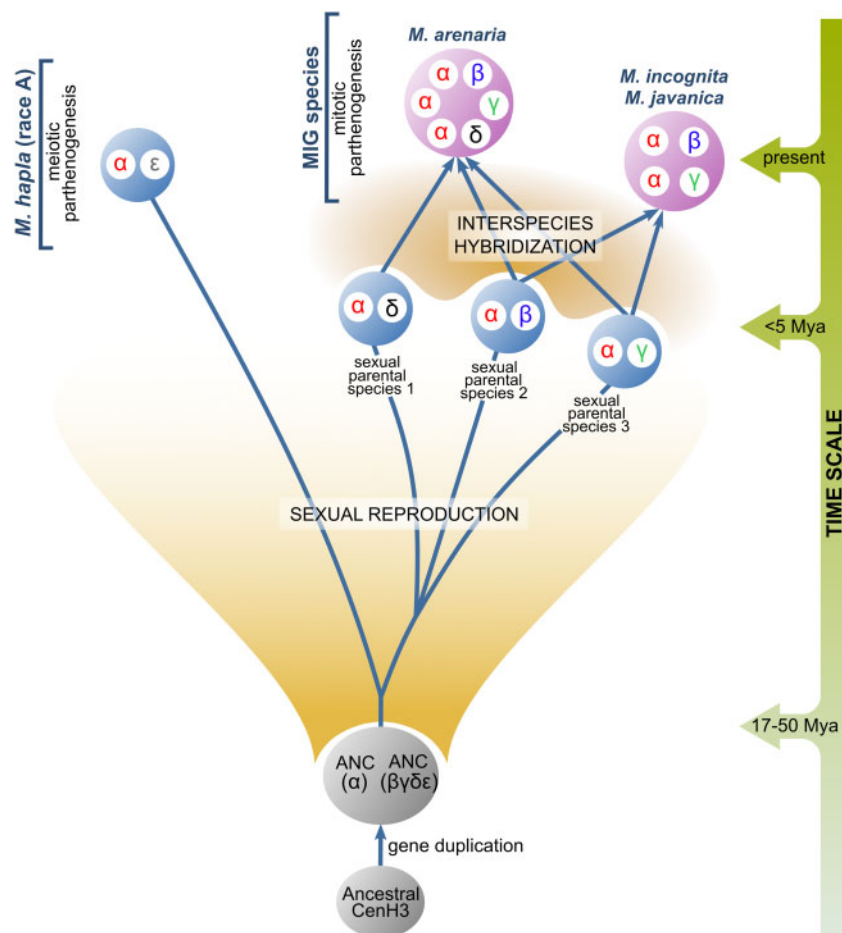 M. hapla (race A)
meiotic
parthenogenesis
α ε
MIG species
mitotic
parthenogenesis
M. arenaria
α β
α γ
α δ
M. incognita
M. javanica
α β
α γ
present
INTERSPECIES
HYBRIDIZATION
α δ
sexual
parental
species 1
α β
sexual
parental
species 2
α γ
sexual
parental
species 3
<5 Mya
TIME SCALE
SEXUAL REPRODUCTION
17-50 Mya
ANC ANC
(α) (βγδε)
gene duplication
Ancestral
CenH3